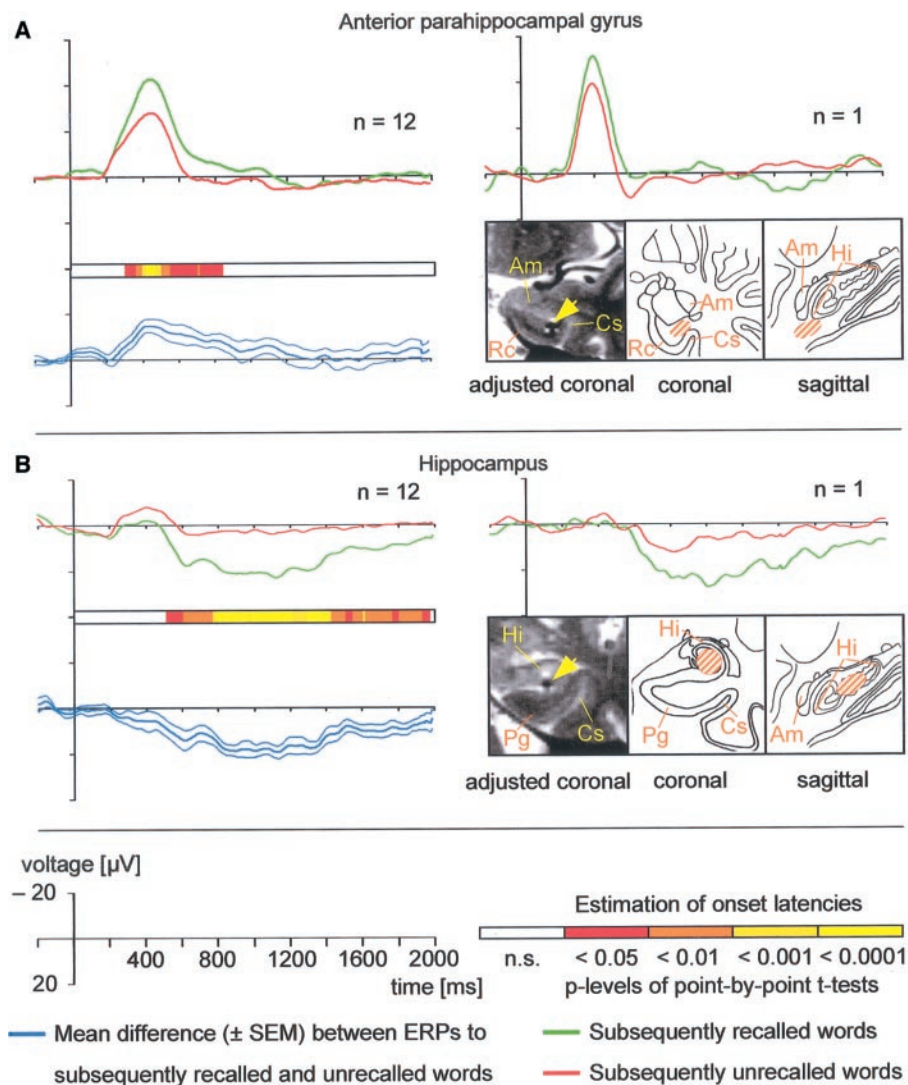 A
Anterior parahippocampal gyrus
n = 12
n = 1
Am
Cs
Rc
Am
Rc
Cs
Am
Hi
adjusted coronal
coronal
sagittal
B
Hippocampus
n = 12
n = 1
Hi
Pg
Cs
Hi
Pg
Cs
Hi
Am
adjusted coronal
coronal
sagittal
voltage [µV]
– 20
20
400 800 1200 1600 2000
time [ms]
Estimation of onset latencies
n.s. < 0.05 < 0.01 < 0.001 < 0.0001
p-levels of point-by-point t-tests
Mean difference (± SEM) between ERPs to
subsequently recalled and unrecalled words
Subsequently recalled words
Subsequently unrecalled words